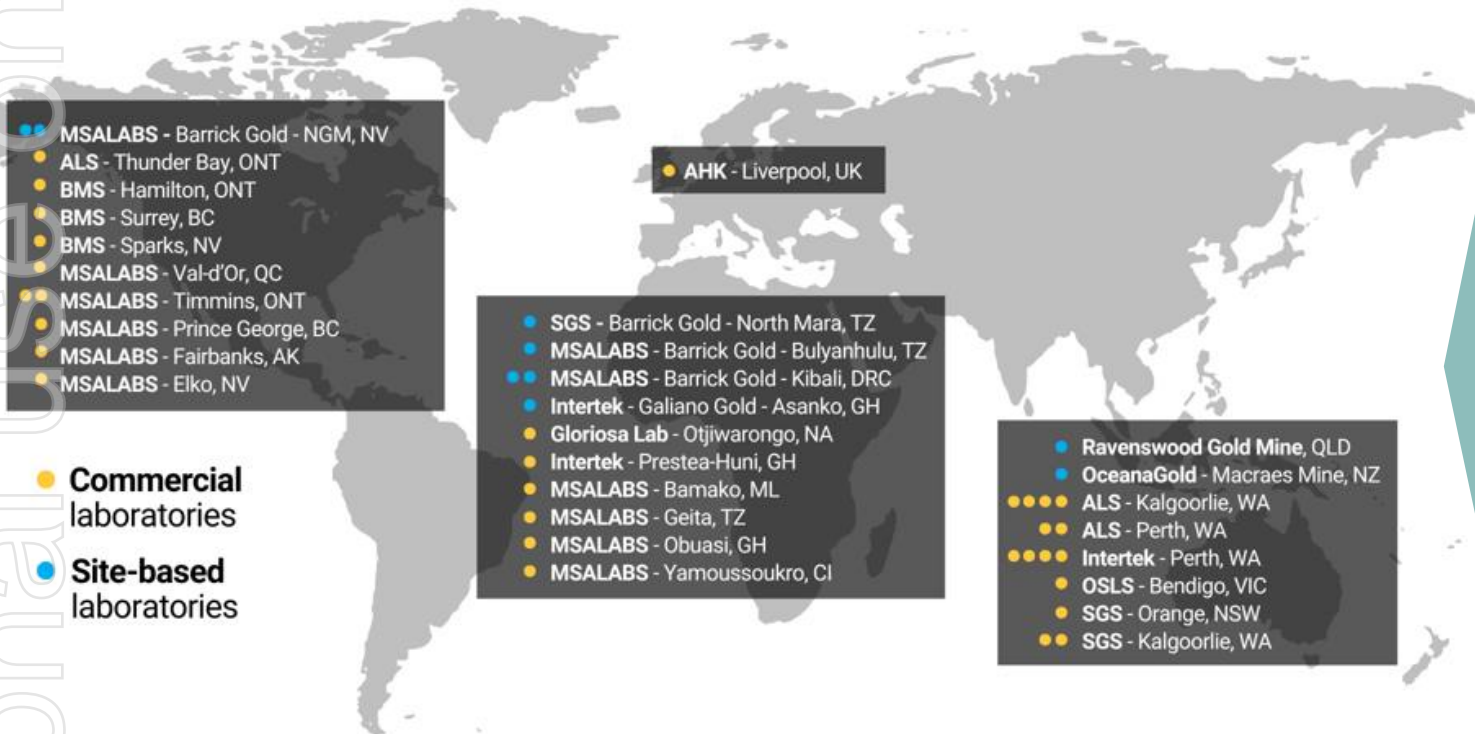 MSALABS - Barrick Gold - NGM, NV
ALS - Thunder Bay, ONT
BMS - Hamilton, ONT
BMS - Surrey, BC
BMS - Sparks, NV
MSALABS - Val-d'Or, QC
MSALABS - Timmins, ONT
MSALABS - Prince George, BC
MSALABS - Fairbanks, AK
MSALABS - Elko, NV
AHK - Liverpool, UK
SGS - Barrick Gold - North Mara, TZ
MSALABS - Barrick Gold - Bulyanhulu, TZ
MSALABS - Barrick Gold - Kibali, DRC
Intertek - Galiano Gold - Asanko, GH
Gloriosa Lab - Otjiwarongo, NA
Intertek - Prestea-Huni, GH
MSALABS - Bamako, ML
MSALABS - Geita, TZ
MSALABS - Obuasi, GH
MSALABS - Yamoussoukro, CI
Ravenswood Gold Mine, QLD
OceanaGold - Macraes Mine, NZ
ALS - Kalgoorlie, WA
ALS - Perth, WA
Intertek - Perth, WA
OSLS - Bendigo, VIC
SGS - Orange, NSW
SGS - Kalgoorlie, WA
Commercial
laboratories
Site-based
laboratories
use